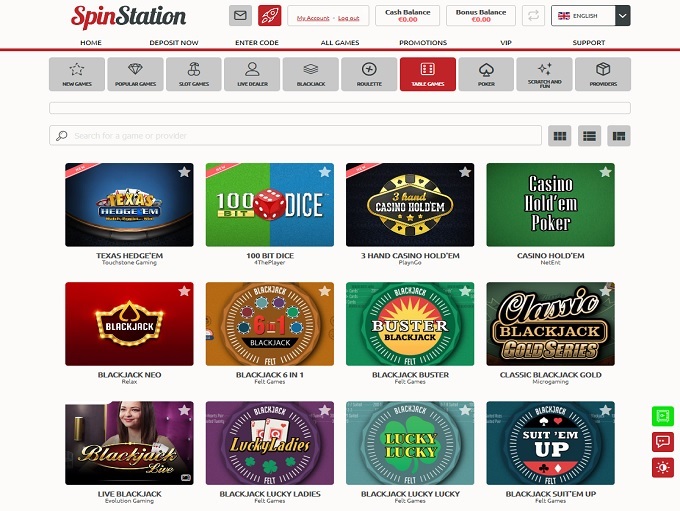 SpinStation
My Account - Log out
Cash Balance
€0.00
Bonus Balance
€0.00
ENGLISH
HOME
DEPOSIT NOW
ENTER CODE
ALL GAMES
PROMOTIONS
VIP
SUPPORT
NEW GAMES
POPULAR GAMES
SLOT GAMES
LIVE DEALER
BLACKJACK
ROULETTE
TABLE GAMES
POKER
SCRATCH AND FUN
PROVIDERS
Search for a game or provider
TEXAS
HEDGE'EM
100
BIT
DICE
3 hand
CASINO HOLD'EM
Casino
Hold'em
Poker
TEXAS HEDGE'EM
Touchstone Gaming
100 BIT DICE
4ThePlayer
3 HAND CASINO HOLD'EM
PlaynGo
CASINO HOLD'EM
NetEnt
BLACKJACK
BLACKJACK
6 in 1
BLACKJACK
FELT
BLACKJACK
BUSTER
BLACKJACK
FELT
Classic
BLACKJACK
GOLD SERIES
BLACKJACK NEO
Relax
BLACKJACK 6 IN 1
Felt Games
BLACKJACK BUSTER
Felt Games
CLASSIC BLACKJACK GOLD
Microgaming
Blackjack
Live
BLACKJACK
Lucky Ladies
FELT
BLACKJACK
LUCKY
LUCKY
FELT
BLACKJACK
SUIT 'EM
UP
FELT
LIVE BLACKJACK
Evolution Gaming
BLACKJACK LUCKY LADIES
Felt Games
BLACKJACK LUCKY LUCKY
Felt Games
BLACKJACK SUIT'EM UP
Felt Games